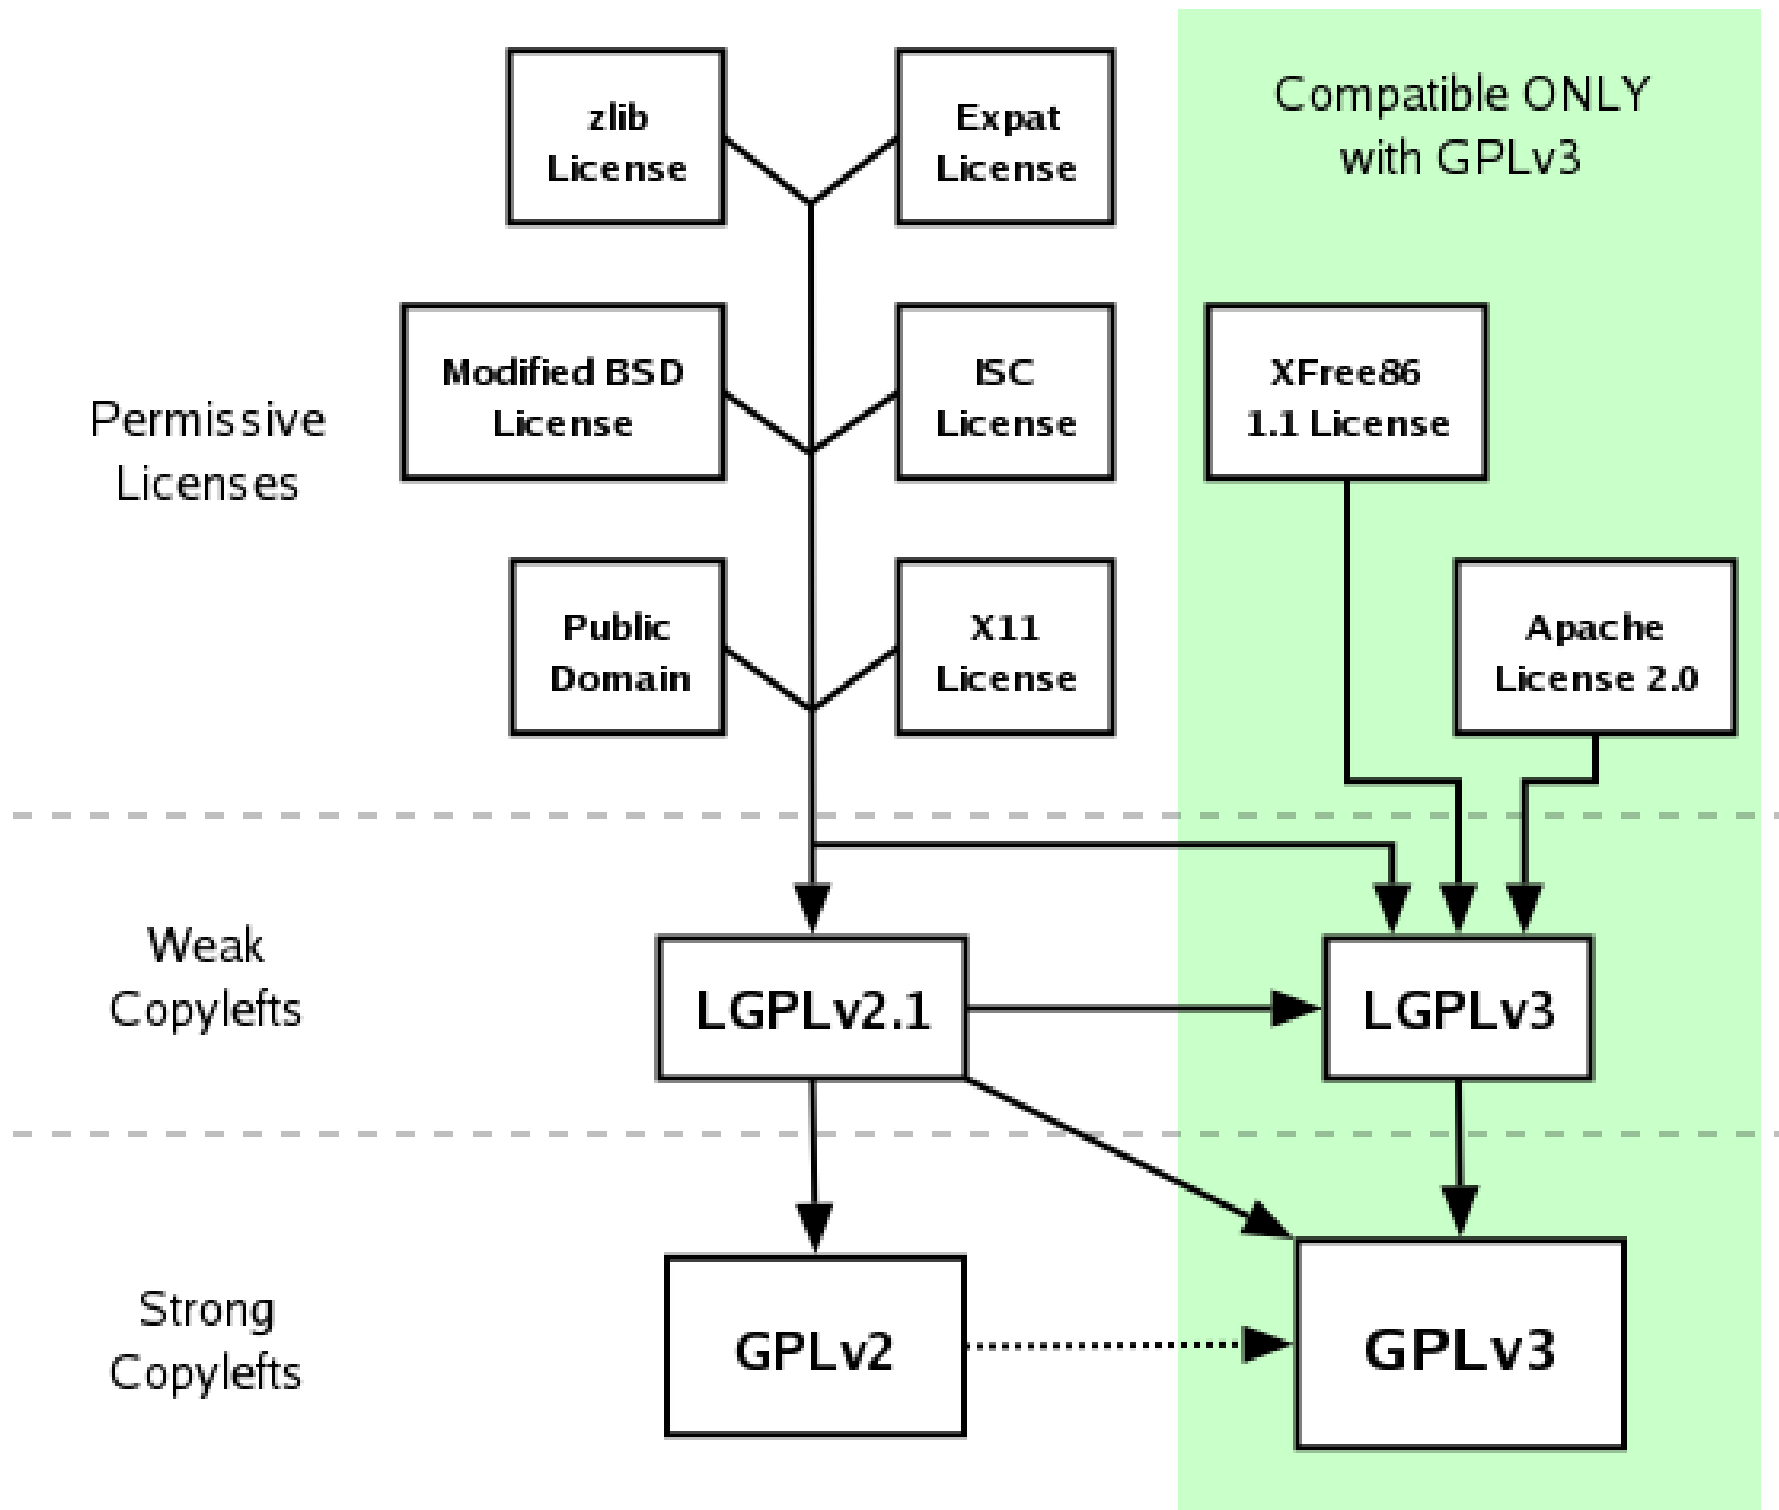 zlib
License
Expat
License
Compatible ONLY
with GPLv3
Permissive
Licenses
Modified BSD
License
ISC
License
XFree86
1.1 License
Public
Domain
X11
License
Apache
License 2.0
Weak
Copylefts
LGPLv2.1
LGPLv3
Strong
Copylefts
GPLv2
GPLv3